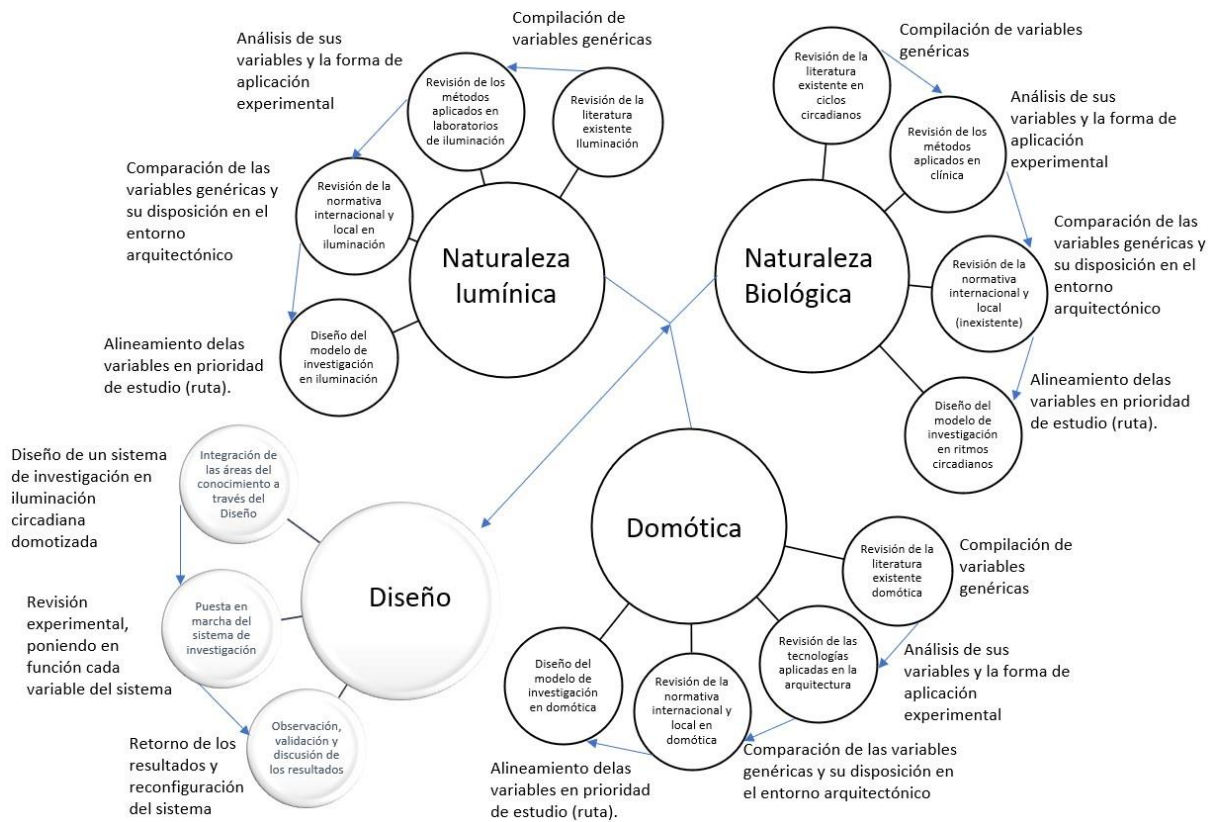 Compilación de
variables genéricas
Análisis de sus
variables y la forma de
aplicación
experimental
Revisión de los
métodos
aplicados en
laboratorios
de iluminación
Revisión de la
literatura
existente
Iluminación
Comparación de las
variables genéricas y
su disposición en el
entorno
arquitectónico
Revisión de la
normativa
internacional y
local en
iluminación
Naturaleza
lumínica
Alineamiento delas
variables en prioridad
de estudio (ruta).
Diseño del
modelo de
investigación
en iluminación
Compilación de variables
genéricas
Revisión de la
literatura
existente en
ciclos
circadianos
Análisis de sus
variables y la forma de
aplicación
experimental
Revisión de los
métodos
aplicados en
clínica
Naturaleza
Biológica
Comparación de las
variables genéricas y
su disposición en el
entorno
arquitectónico
Revisión de la
normativa
internacional y
local
(inexistente)
Alineamiento delas
variables en prioridad
de estudio (ruta).
Diseño del
modelo de
investigación
en ritmos
circadianos
Diseño de un sistema
de investigación en
iluminación
circadiana
domotizada
Integración de
las áreas del
conocimiento a
través del
Diseño
Diseño
Revisión
experimental,
poniendo en
función cada
variable del sistema
Puesta en
marcha del
sistema de
investigación
Retorno de los
resultados y
reconfiguración
del sistema
Observación,
validación y
discusión de
los resultados
Domótica
Revisión de la
literatura
existente
domótica
Compilación de
variables
genéricas
Revisión de las
tecnologías
aplicadas en la
arquitectura
Análisis de sus
variables y la forma de
aplicación
experimental
Revisión de la
normativa
internacional y
local en
domótica
Comparación de las variables
genéricas y su disposición en
el entorno arquitectónico
Diseño del
modelo de
investigación
en domótica
Alineamiento delas
variables en prioridad
de estudio (ruta).